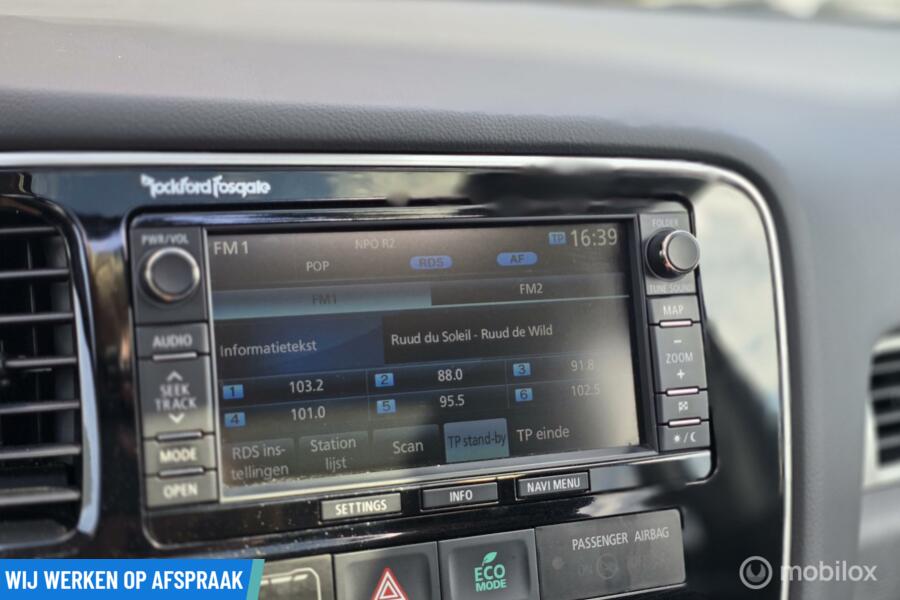 Rockford Fosgate
PWR/VOL
FM1
NPO R2
TP 16:39
FOLDER
POP
RDS
AF
TUNE SOUND
FM1
FM2
MAP
AUDIO
Informatietekst
Ruud du Soleil - Ruud de Wild
- ZOOM +
SEEK
TRACK
1 103.2
2 88.0
3 91.8
4 101.0
5 95.5
6 102.5
MODE
RDS ins-
tellingen
Station
lijst
Scan
TP stand-by
TP einde
OPEN
SETTINGS
INFO
NAVI MENU
ECO
MODE
PASSENGER AIRBAG
WIJ WERKEN OP AFSPRAAK
mobilox